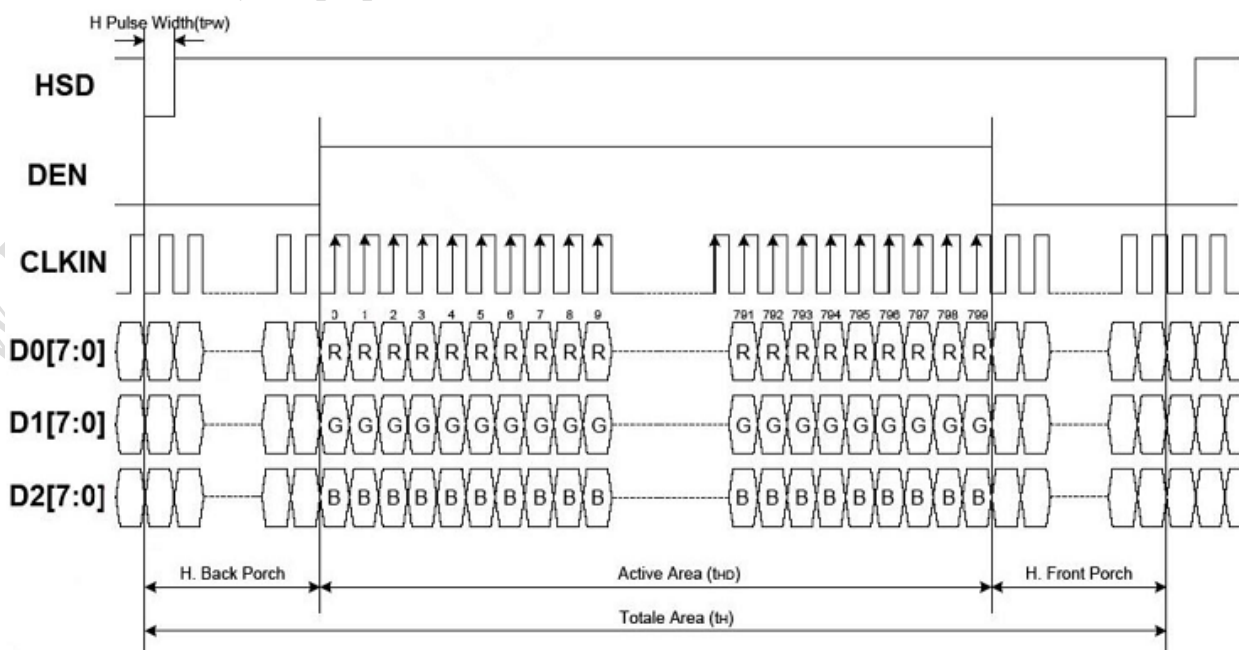 H Pulse Width(tPW)
HSD
DEN
CLKIN
0 1 2 3 4 5 6 7 8 9 791 792 793 794 795 796 797 798 799
D0[7:0] R R R R R R R R R R R R R R R R R R R
D1[7:0] G G G G G G G G G G G G G G G G G G G
D2[7:0] B B B B B B B B B B B B B B B B B B B
H. Back Porch Active Area (tHD) H. Front Porch
Totale Area (tH)